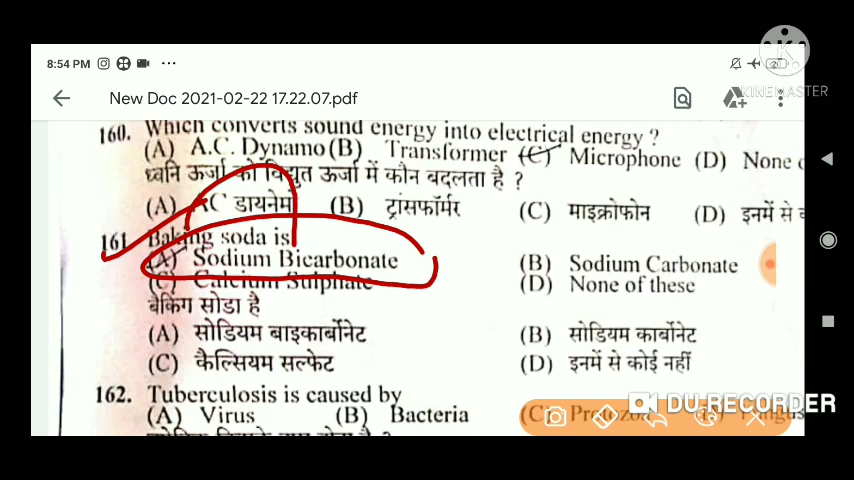 8:54 PM
20
KINEMASTER
New Doc 2021-02-22 17.22.07.pdf
160. Which converts sound energy into electrical energy ?
(A) A.C. Dynamo (B) Transformer (C) Microphone (D) None
ध्वनि ऊर्जा को विद्युत ऊर्जा में कौन बदलता है ?
(A) AC डायनेमो (B) ट्रांसफॉर्मर (C) माइक्रोफोन (D) इनमें से
161 Baking soda is
(A) Sodium Bicarbonate (B) Sodium Carbonate
(C) Calcium Sulphate (D) None of these
बेकिंग सोडा है
(A) सोडियम बाइकार्बोनेट (B) सोडियम कार्बोनेट
(C) कैल्सियम सल्फेट (D) इनमें से कोई नहीं
162. Tuberculosis is caused by
DU RECORDER
(A) Virus (B) Bacteria (C) Protozoa (D)